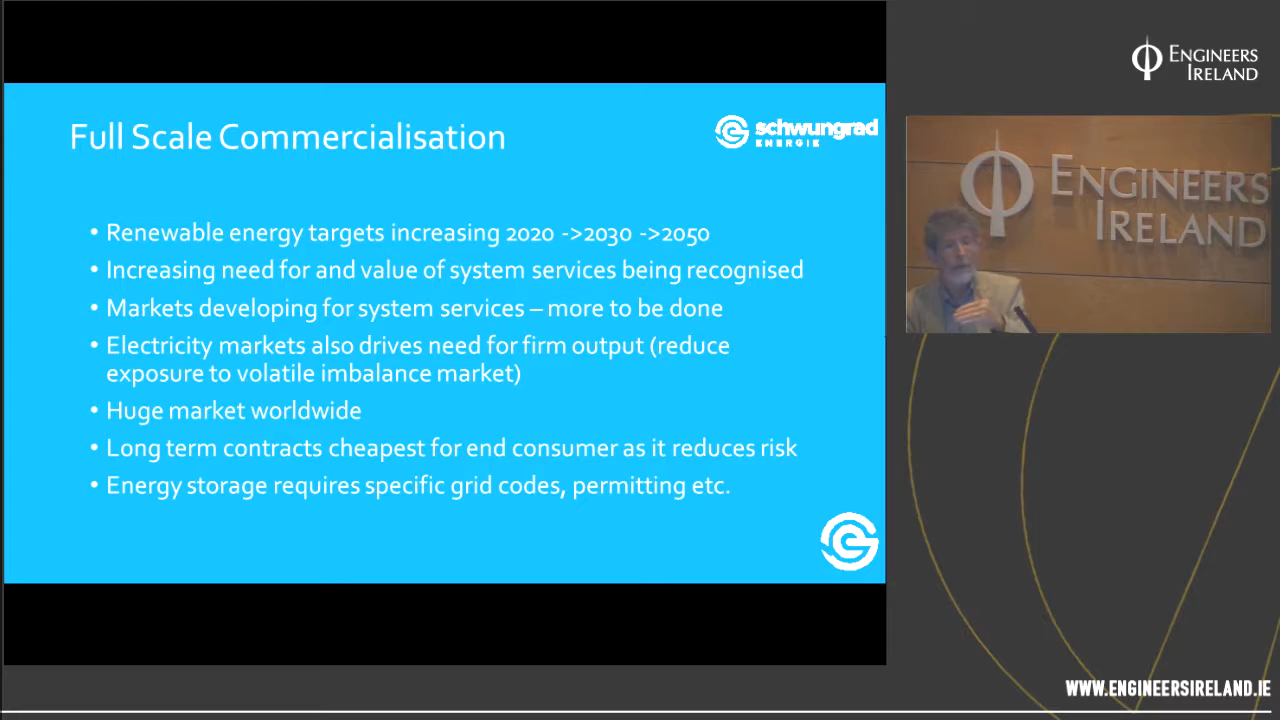 Full Scale Commercialisation
schwungrad
ENERGIE
• Renewable energy targets increasing 2020 ->2030 ->2050
• Increasing need for and value of system services being recognised
• Markets developing for system services – more to be done
• Electricity markets also drives need for firm output (reduce
exposure to volatile imbalance market)
• Huge market worldwide
• Long term contracts cheapest for end consumer as it reduces risk
• Energy storage requires specific grid codes, permitting etc.
ENGINEERS
IRELAND
ENGINEERS
IRELAND
WWW.ENGINEERSIRELAND.IE